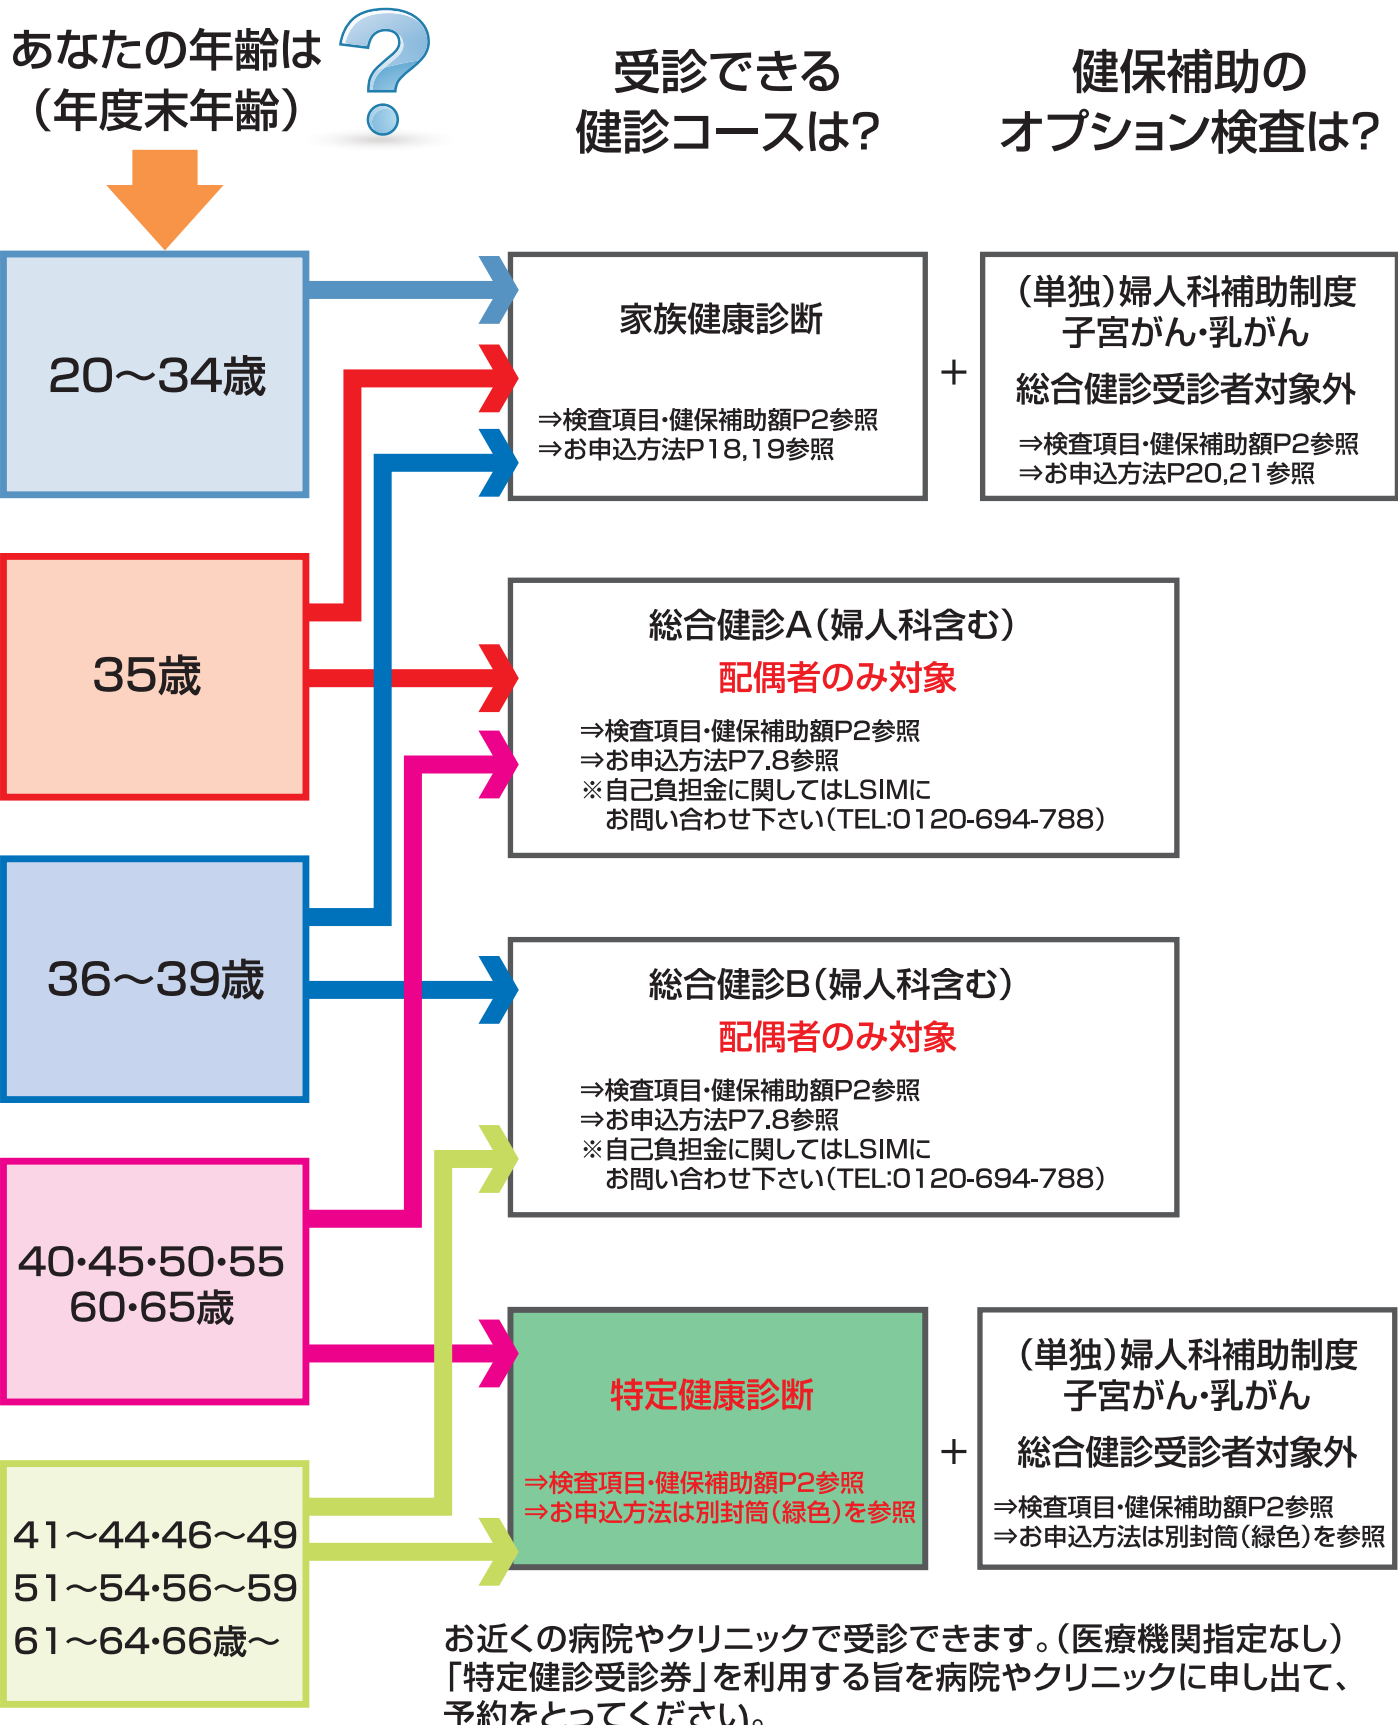 あなたの年齢は
（年度末年齢）
受診できる
健診コースは?
健保補助の
オプション検査は?
20〜34歳
家族健康診断
⇒検査項目・健保補助額P2参照
⇒お申込方法P18,19参照
+
（単独）婦人科補助制度
子宮がん・乳がん
総合健診受診者対象外
⇒検査項目・健保補助額P2参照
⇒お申込方法P20,21参照
35歳
総合健診A（婦人科含む）
配偶者のみ対象
⇒検査項目・健保補助額P2参照
⇒お申込方法P7.8参照
※自己負担金に関してはLSIMに
お問い合わせ下さい（TEL:0120-694-788）
36〜39歳
総合健診B（婦人科含む）
配偶者のみ対象
⇒検査項目・健保補助額P2参照
⇒お申込方法P7.8参照
※自己負担金に関してはLSIMに
お問い合わせ下さい（TEL:0120-694-788）
40・45・50・55
60・65歳
特定健康診断
⇒検査項目・健保補助額P2参照
⇒お申込方法は別封筒（緑色）を参照
+
（単独）婦人科補助制度
子宮がん・乳がん
総合健診受診者対象外
⇒検査項目・健保補助額P2参照
⇒お申込方法は別封筒（緑色）を参照
41〜44・46〜49
51〜54・56〜59
61〜64・66歳〜
お近くの病院やクリニックで受診できます。（医療機関指定なし）
「特定健診受診券」を利用する旨を病院やクリニックに申し出て、
予約をとってください。